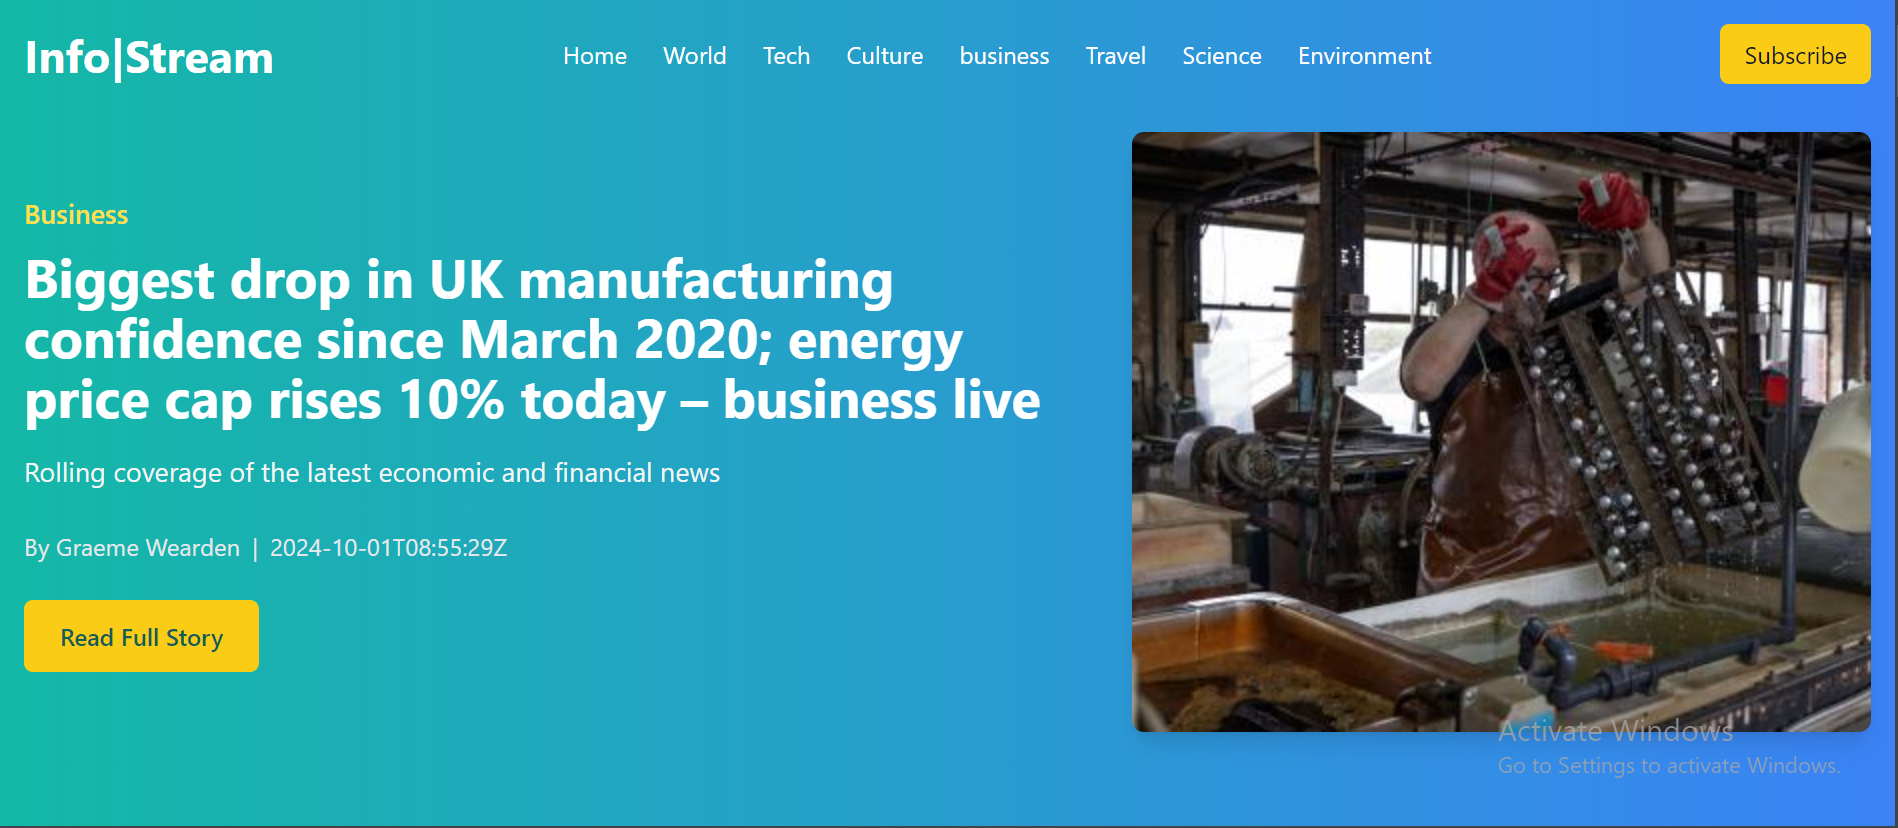 Info|Stream
Home World Tech Culture business Travel Science Environment
Subscribe
Business
Biggest drop in UK manufacturing
confidence since March 2020; energy
price cap rises 10% today – business live
Rolling coverage of the latest economic and financial news
By Graeme Wearden | 2024-10-01T08:55:29Z
Read Full Story
Activate Windows
Go to Settings to activate Windows.